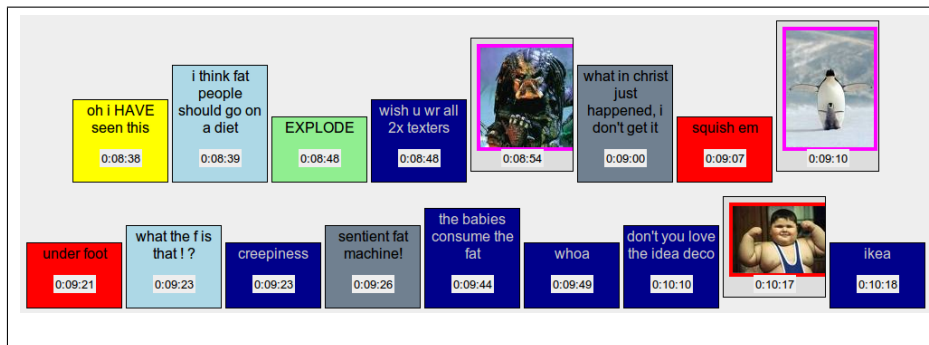 oh i HAVE
seen this
0:08:38
i think fat
people
should go on
a diet
0:08:39
EXPLODE
0:08:48
wish u wr all
2x texters
0:08:48
0:08:54
what in christ
just
happened, i
don't get it
0:09:00
squish em
0:09:07
0:09:10
under foot
0:09:21
what the f is
that ! ?
0:09:23
creepiness
0:09:23
sentient fat
machine!
0:09:26
the babies
consume the
fat
0:09:44
whoa
0:09:49
don't you love
the idea deco
0:10:10
0:10:17
ikea
0:10:18